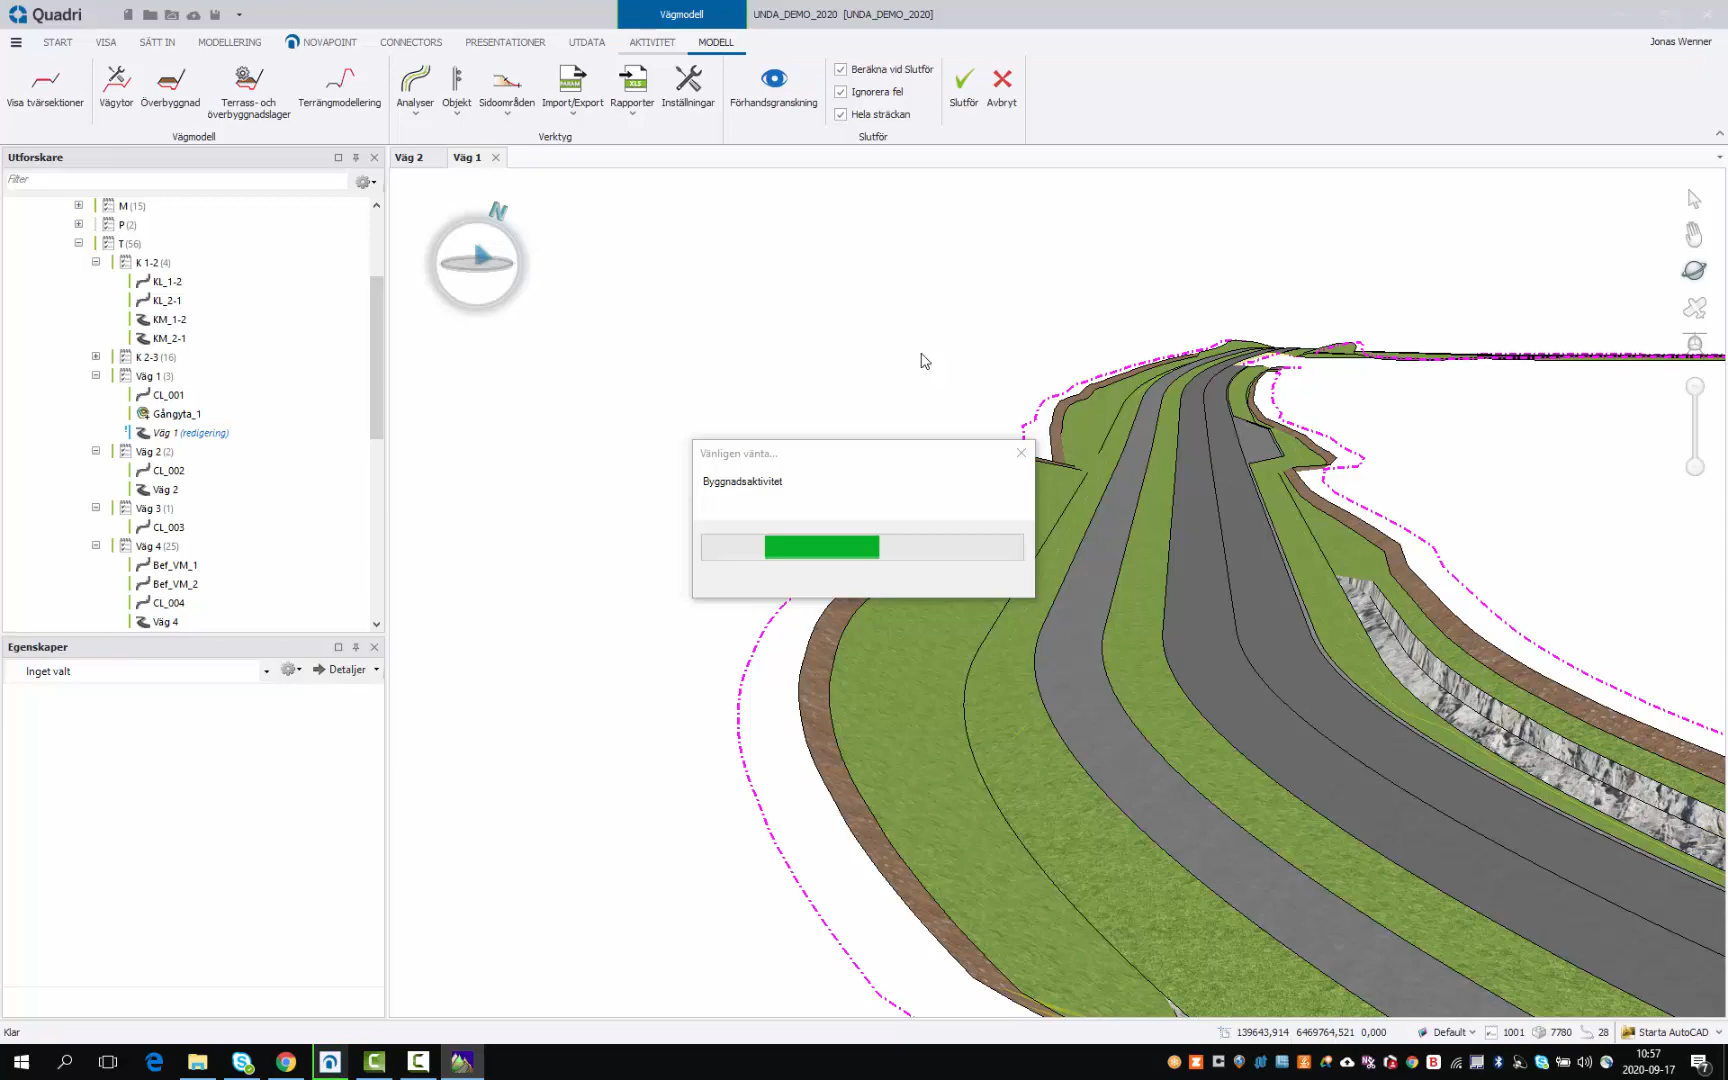 Quadri
Vägmodell
UNDA_DEMO_2020 [UNDA_DEMO_2020]
START VISA SÄTT IN MODELLERING NOVAPOINT CONNECTORS PRESENTATIONER UTDATA AKTIVITET MODELL
Jonas Wenner
Visa tvärsektioner
Vägytor
Överbyggnad
Terrass- och
överbyggnadslager
Terrängmodellering
Vägmodell
Analyser
Objekt
Sidoområden
Import/Export
Rapporter
Inställningar
Verktyg
Förhandsgranskning
Beräkna vid Slutför
Ignorera fel
Hela sträckan
Slutför
Avbryt
Slutför
Utforskare
Filter
M (15)
P (2)
T (56)
K 1-2 (4)
KL_1-2
KL_2-1
KM_1-2
KM_2-1
K 2-3 (16)
Väg 1 (3)
CL_001
Gångyta_1
Väg 1 (redigering)
Väg 2 (2)
CL_002
Väg 2
Väg 3 (1)
CL_003
Väg 4 (25)
Bef_VM_1
Bef_VM_2
CL_004
Väg 4
Egenskaper
Inget valt
Detaljer
Väg 2
Väg 1
N
Vänligen vänta...
Byggnadsaktivitet
Klar
139643,914 6469764,521 0,000
Default
1001
7780
28
Starta AutoCAD
10:57
2020-09-17
7